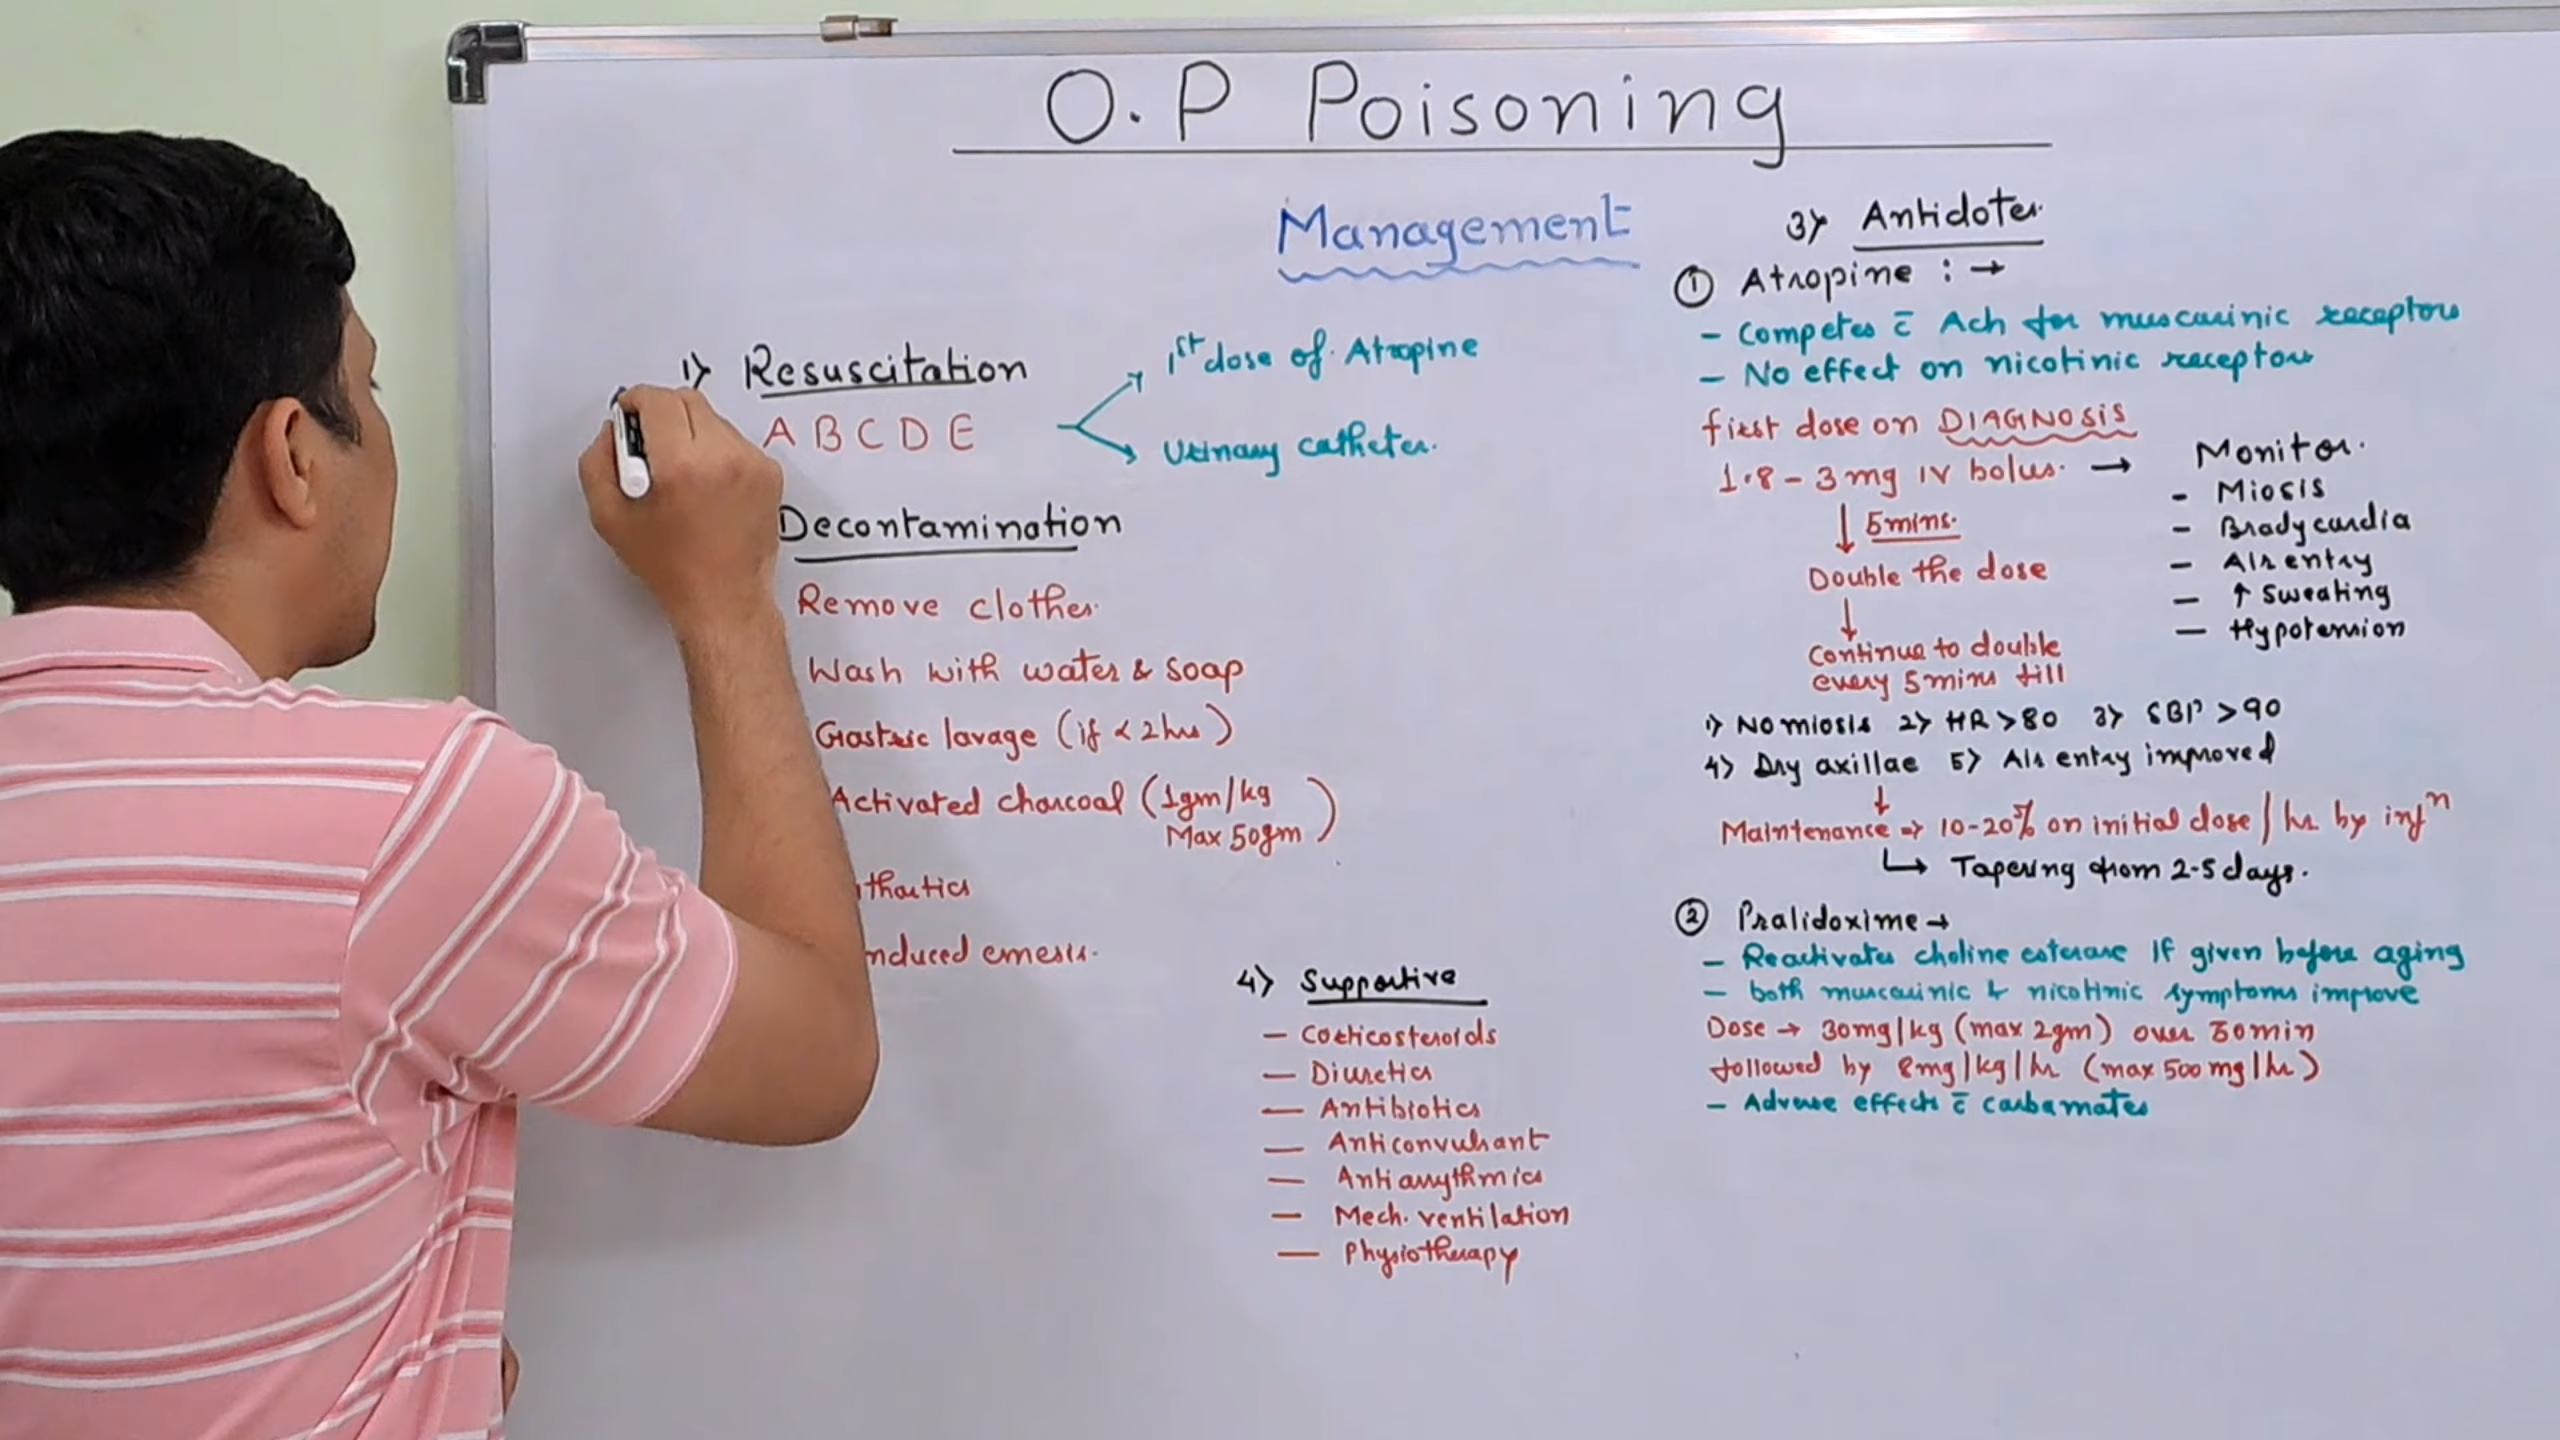 O.P Poisoning
Management
1) Resuscitation
A B C D E
1st dose of Atropine
Urinary catheter.
Decontamination
Remove clothes.
Wash with water & soap
Gastric lavage (if < 2hrs)
Activated charcoal (1gm/kg
Max 50gm)
thartics
nduced emesis.
3) Antidotes.
① Atropine : →
- Competes c̄ Ach for muscarinic receptors
- No effect on nicotinic receptors
first dose on DIAGNOSIS
1.8 - 3mg IV bolus. →
↓ 5mins.
Double the dose
↓
Continue to double
every 5mins till
Monitor.
- Miosis
- Bradycardia
- Air entry
- ↑ Sweating
- Hypotension
1) No miosis 2) HR > 80 3) SBP > 90
4) Dry axillae 5) Air entry improved
↓
Maintenance → 10-20% on initial dose / hr by infⁿ
↳ Tapering from 2-5 days.
② Pralidoxime →
- Reactivates choline esterase if given before aging
- both muscarinic & nicotinic symptoms improve
Dose → 30mg/kg (max 2gm) over 30min
followed by 8mg/kg/hr (max 500mg/hr)
- Adverse effects c̄ carbamates
4) Supportive
- Corticosteroids
- Diuretics
- Antibiotics
- Anticonvulsant
- Antiarrythmics
- Mech. ventilation
- Physiotherapy